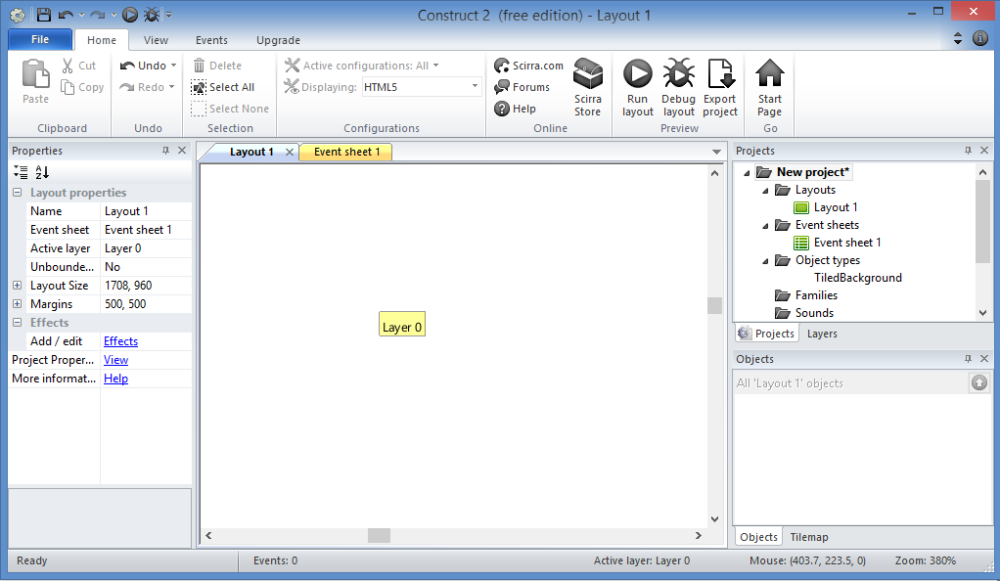 Construct 2  (free edition) - Layout 1
File Home View Events Upgrade
Paste
Cut
Copy
Clipboard
Undo
Redo
Undo
Delete
Select All
Select None
Selection
Active configurations: All
Displaying: HTML5
Configurations
Scirra.com
Forums
Help
Scirra
Store
Online
Run
layout
Debug
layout
Export
project
Preview
Start
Page
Go
Properties
A
Z
Layout properties
Name Layout 1
Event sheet Event sheet 1
Active layer Layer 0
Unbounde... No
Layout Size 1708, 960
Margins 500, 500
Effects
Add / edit Effects
Project Proper... View
More informat... Help
Layout 1 Event sheet 1
Layer 0
Projects
New project*
Layouts
Layout 1
Event sheets
Event sheet 1
Object types
TiledBackground
Families
Sounds
Projects Layers
Objects
All 'Layout 1' objects
Objects Tilemap
Ready Events: 0 Active layer: Layer 0 Mouse: (403.7, 223.5, 0) Zoom: 380%